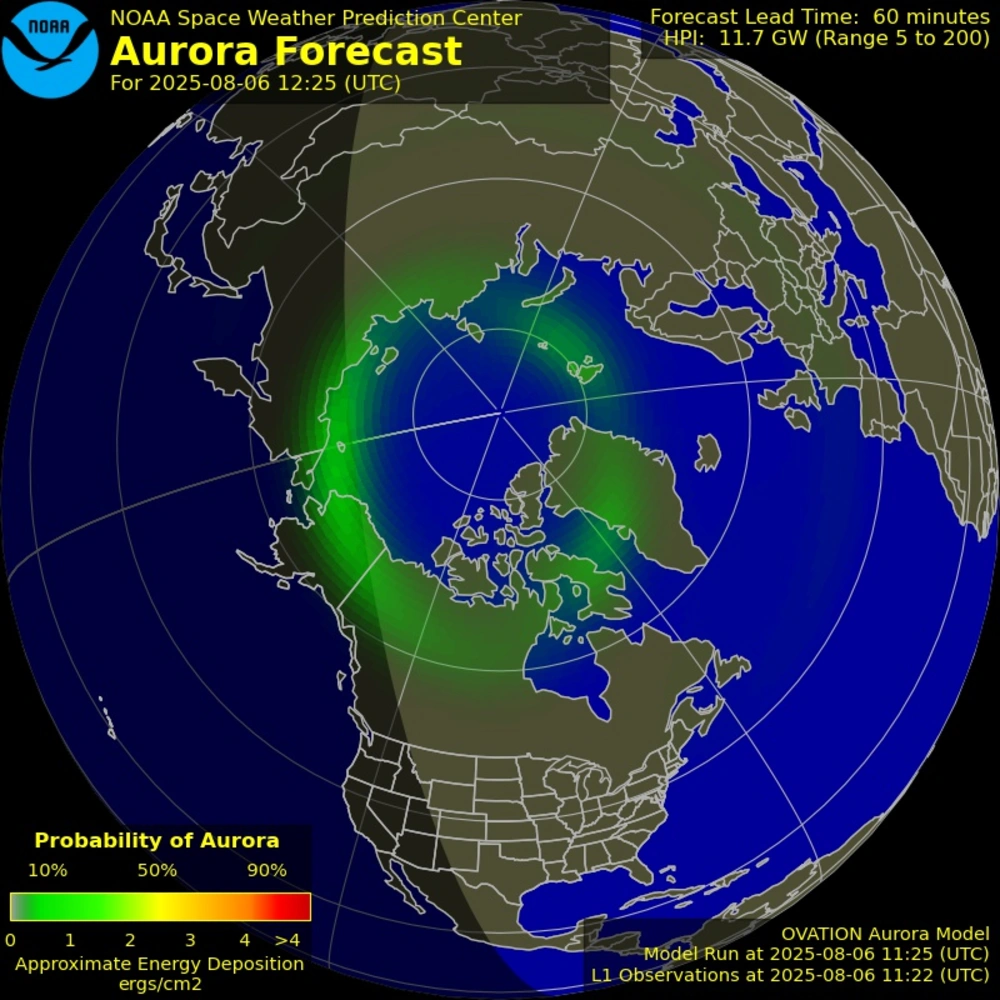 NOAA
NOAA Space Weather Prediction Center
Aurora Forecast
For 2025-08-06 12:25 (UTC)
Forecast Lead Time: 60 minutes
HPI: 11.7 GW (Range 5 to 200)
Probability of Aurora
10% 50% 90%
0 1 2 3 4 >4
Approximate Energy Deposition
ergs/cm2
OVATION Aurora Model
Model Run at 2025-08-06 11:25 (UTC)
L1 Observations at 2025-08-06 11:22 (UTC)